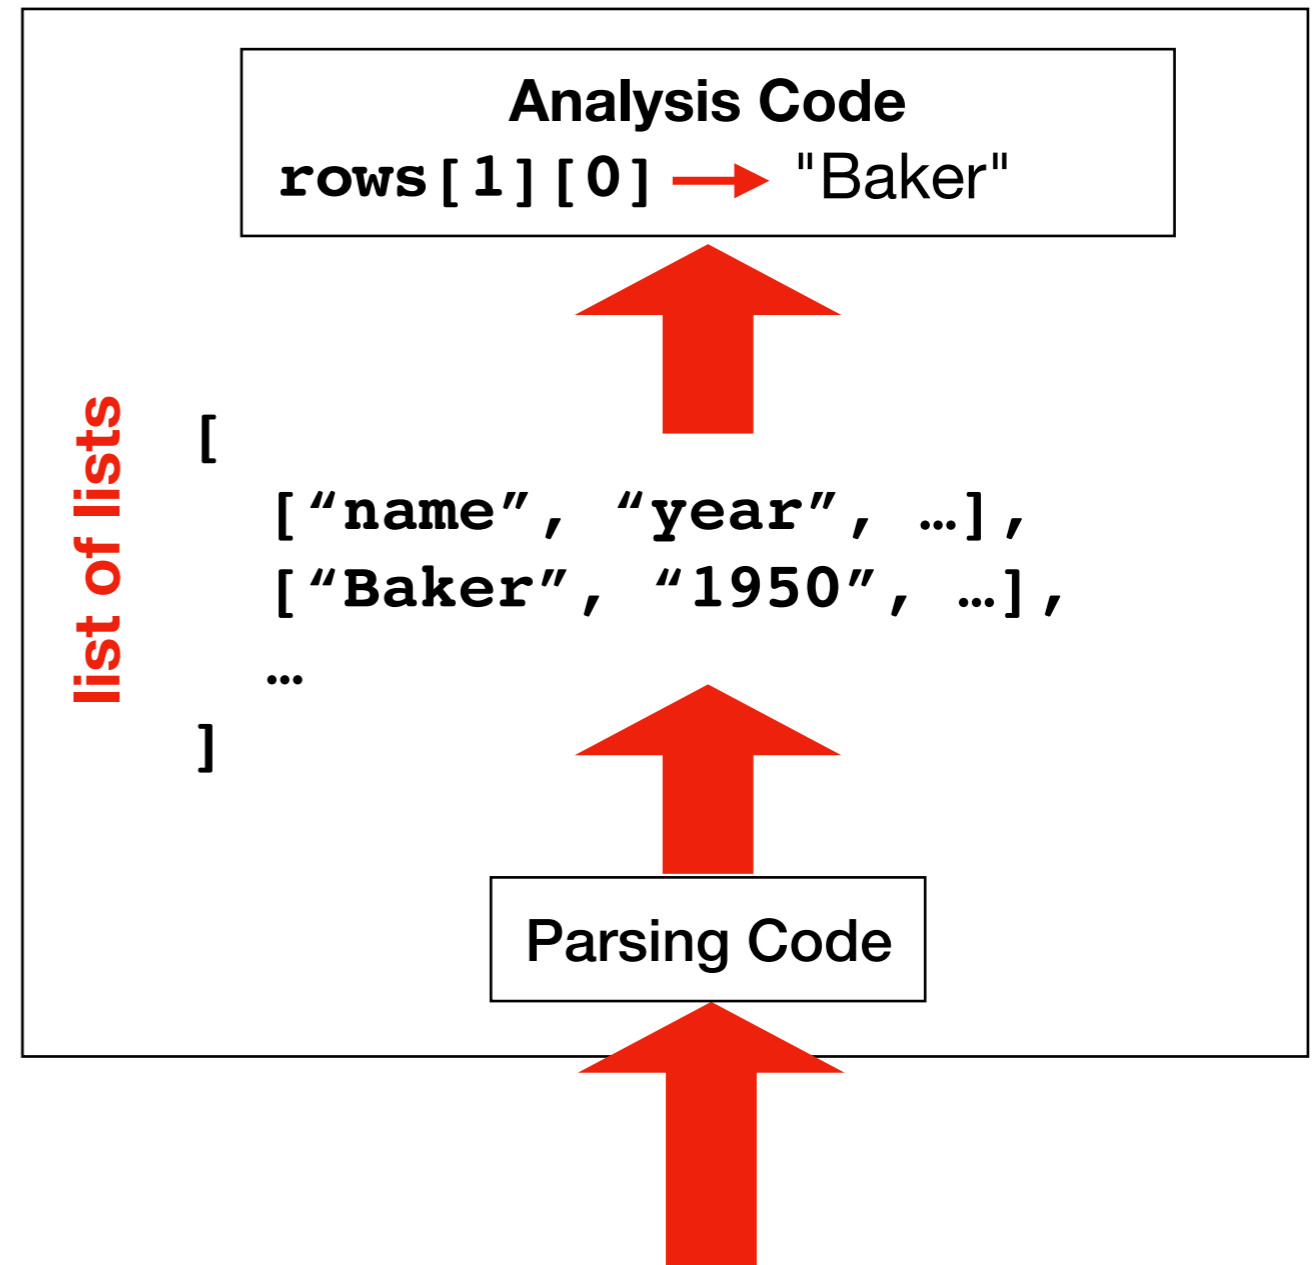 Analysis Code
rows[1][0] → "Baker"
list of lists
[
[“name”, “year”, …],
[“Baker”, “1950”, …],
…
]
Parsing Code